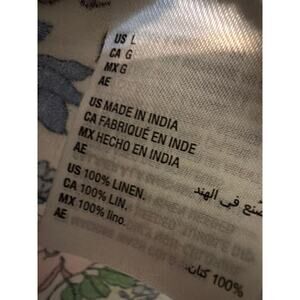 US L
CA G
MX G
AE
US MADE IN INDIA
CA FABRIQUÉ EN INDE
MX HECHO EN INDIA
AE
صنع في الهند
US 100% LINEN.
CA 100% LIN.
MX 100% lino.
AE
100% كتان.